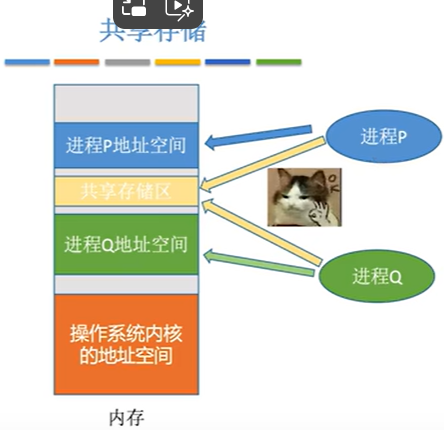 共享存储
进程P地址空间
共享存储区
进程Q地址空间
操作系统内核
的地址空间
内存
进程P
OK
进程Q